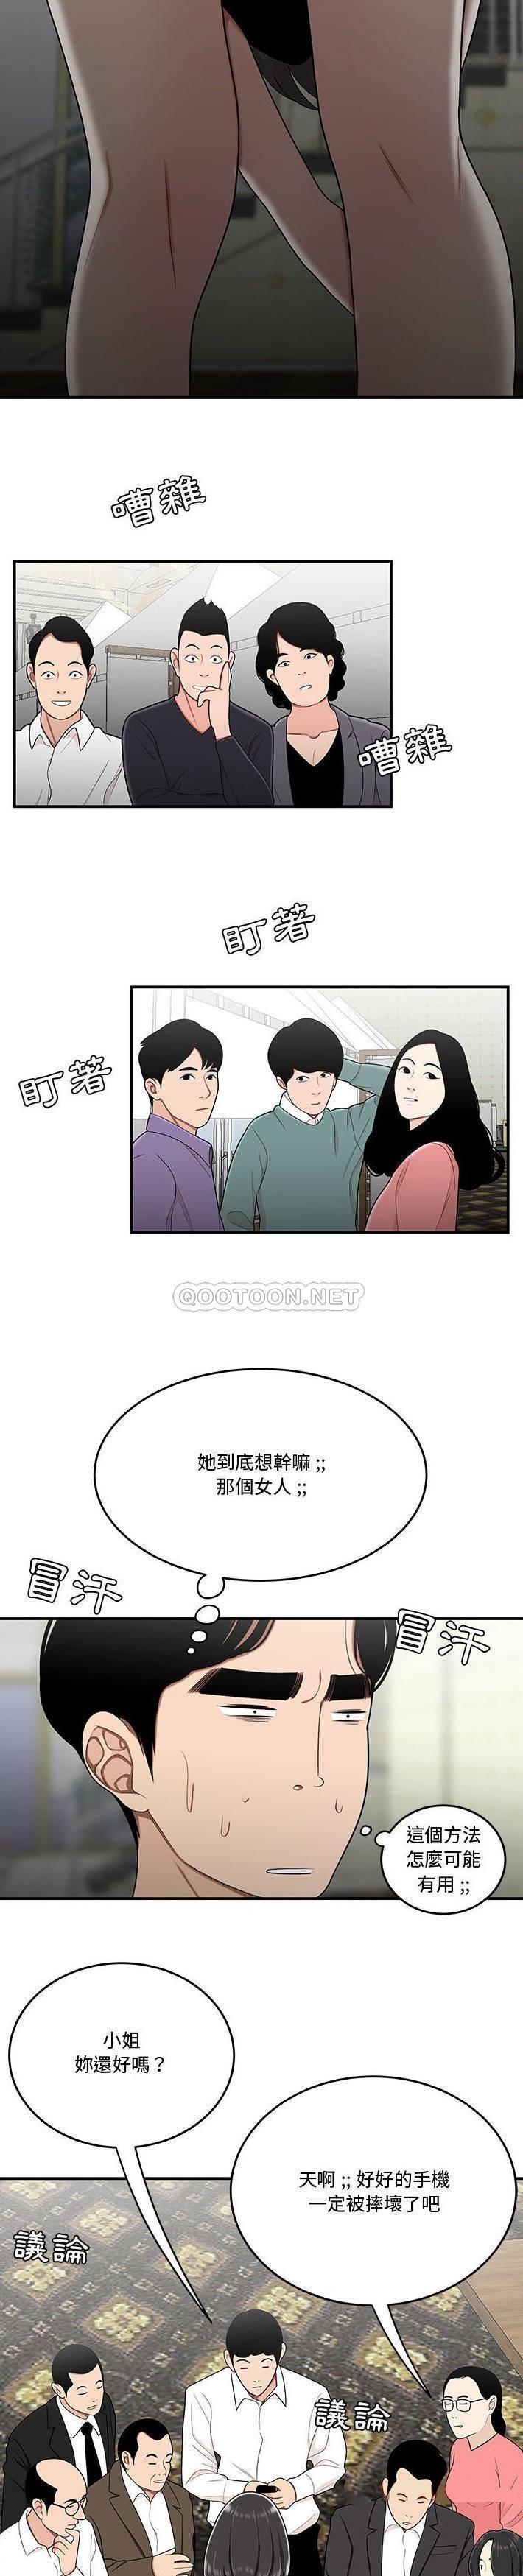 嘈雜
嘈雜
盯著
盯著
QOOTOON.NET
她到底想幹嘛 ;;
那個女人 ;;
冒汗
冒汗
這個方法
怎麼可能
有用 ;;
小姐
妳還好嗎？
天啊 ;; 好好的手機
一定被摔壞了吧
議論
議論